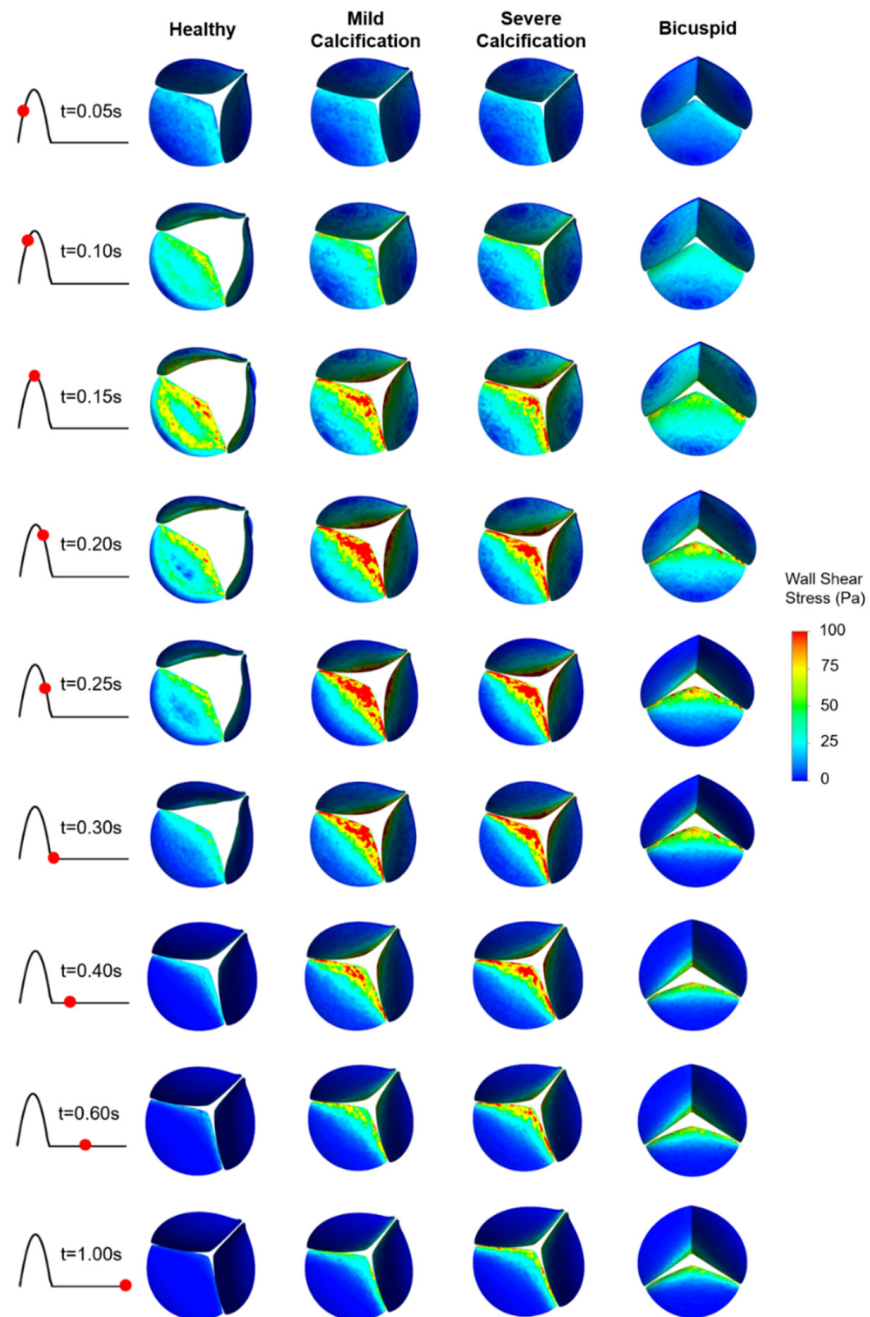 Healthy
Mild
Calcification
Severe
Calcification
Bicuspid
t=0.05s
t=0.10s
t=0.15s
t=0.20s
Wall Shear
Stress (Pa)
100
75
50
25
0
t=0.25s
t=0.30s
t=0.40s
t=0.60s
t=1.00s